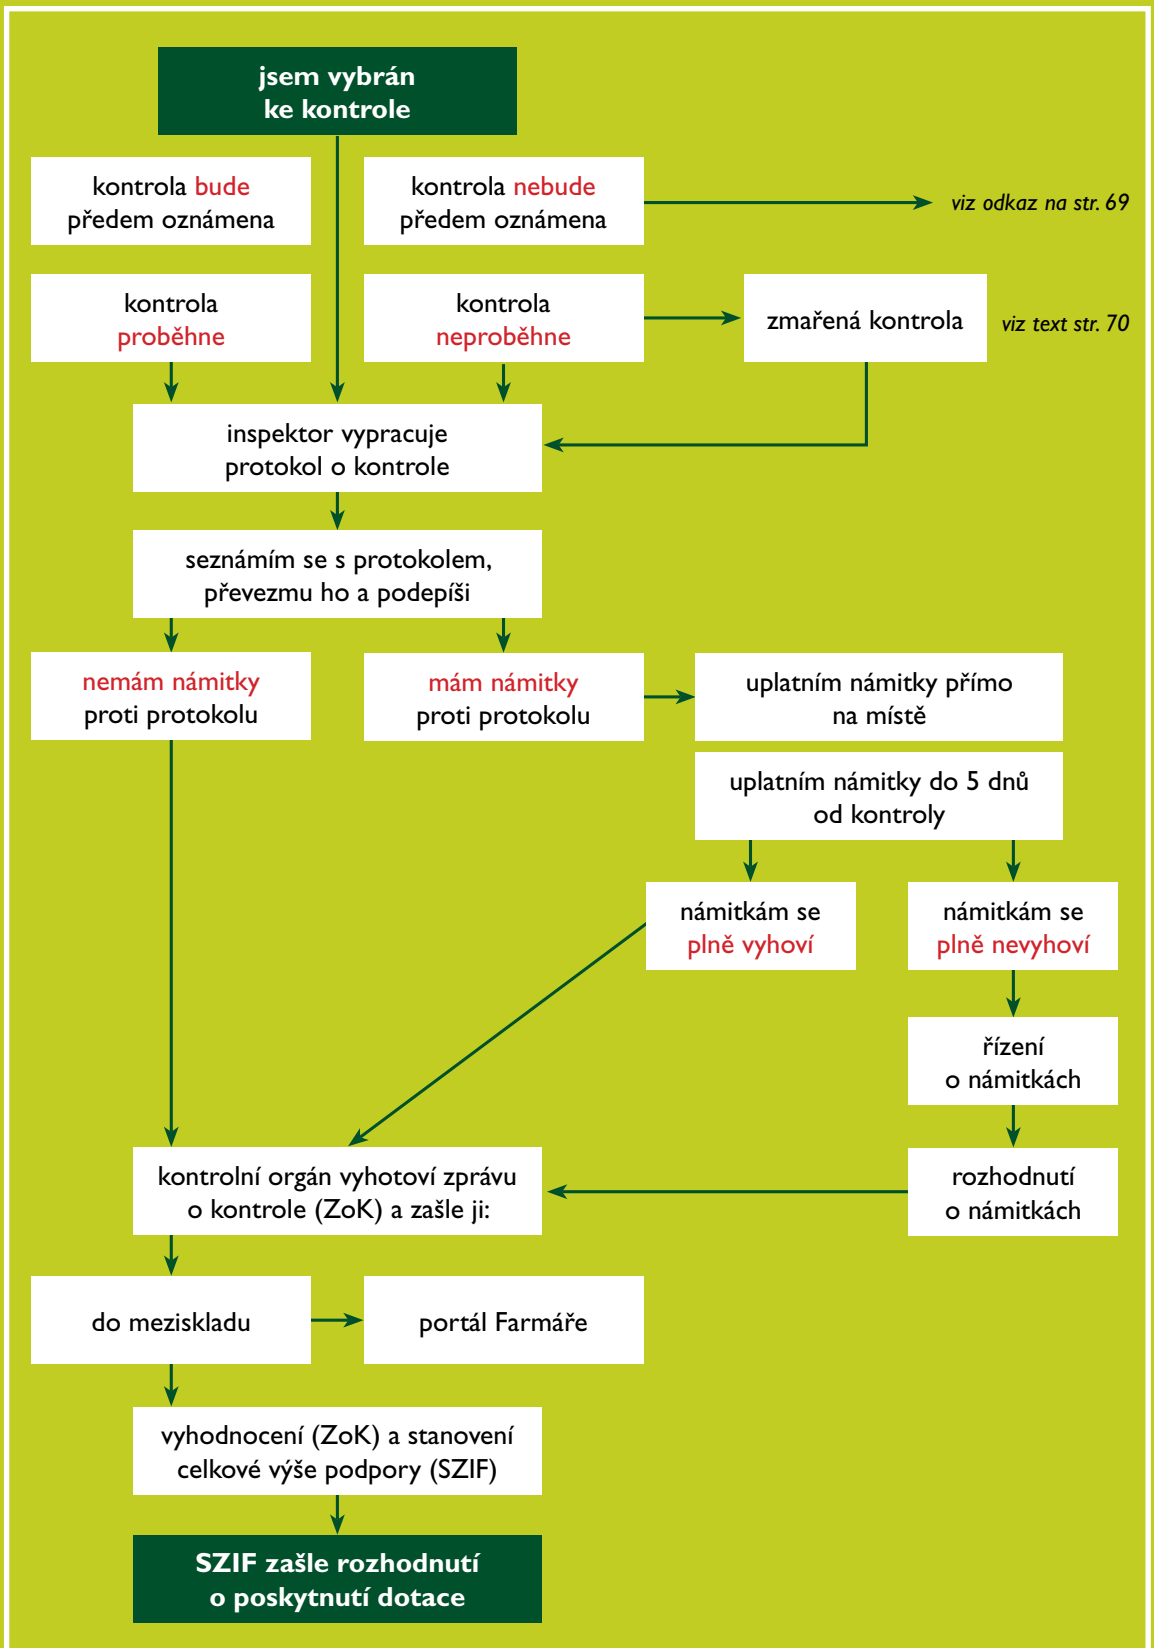 jsem vybrán
ke kontrole
kontrola bude
předem oznámena
kontrola nebude
předem oznámena
viz odkaz na str. 69
kontrola
proběhne
kontrola
neproběhne
zmařená kontrola
viz text str. 70
inspektor vypracuje
protokol o kontrole
seznámím se s protokolem,
převezmu ho a podepíši
nemám námitky
proti protokolu
mám námitky
proti protokolu
uplatním námitky přímo
na místě
uplatním námitky do 5 dnů
od kontroly
námitkám se
plně vyhoví
námitkám se
plně nevyhoví
řízení
o námitkách
kontrolní orgán vyhotoví zprávu
o kontrole (ZoK) a zašle ji:
rozhodnutí
o námitkách
do meziskladu
portál Farmáře
vyhodnocení (ZoK) a stanovení
celkové výše podpory (SZIF)
SZIF zašle rozhodnutí
o poskytnutí dotace